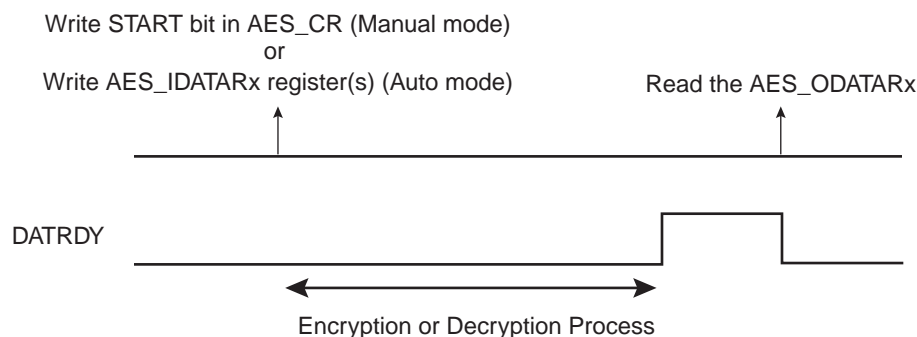 Write START bit in AES_CR (Manual mode)
or
Write AES_IDATARx register(s) (Auto mode)
Read the AES_ODATARx
DATRDY
Encryption or Decryption Process